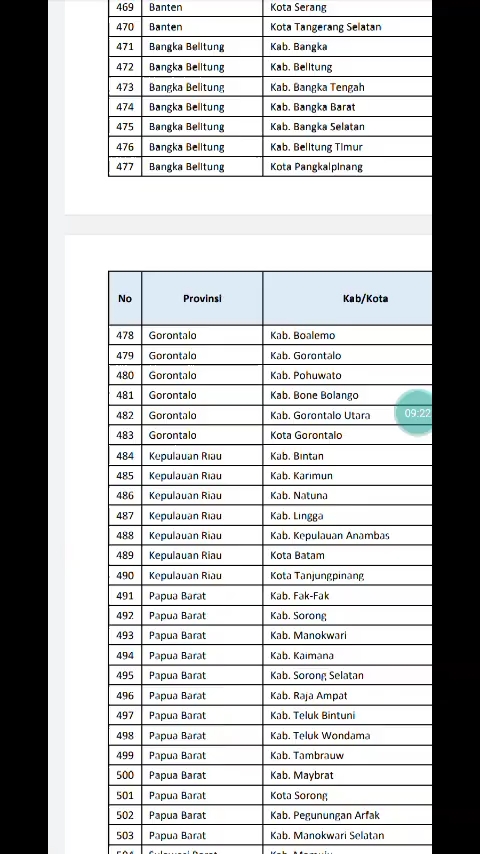 469 Banten Kota Serang
470 Banten Kota Tangerang Selatan
471 Bangka Belitung Kab. Bangka
472 Bangka Belitung Kab. Belitung
473 Bangka Belitung Kab. Bangka Tengah
474 Bangka Belitung Kab. Bangka Barat
475 Bangka Belitung Kab. Bangka Selatan
476 Bangka Belitung Kab. Belitung Timur
477 Bangka Belitung Kota Pangkalpinang
No Provinsi Kab/Kota
478 Gorontalo Kab. Boalemo
479 Gorontalo Kab. Gorontalo
480 Gorontalo Kab. Pohuwato
481 Gorontalo Kab. Bone Bolango
482 Gorontalo Kab. Gorontalo Utara 09:22
483 Gorontalo Kota Gorontalo
484 Kepulauan Riau Kab. Bintan
485 Kepulauan Riau Kab. Karimun
486 Kepulauan Riau Kab. Natuna
487 Kepulauan Riau Kab. Lingga
488 Kepulauan Riau Kab. Kepulauan Anambas
489 Kepulauan Riau Kota Batam
490 Kepulauan Riau Kota Tanjungpinang
491 Papua Barat Kab. Fak-Fak
492 Papua Barat Kab. Sorong
493 Papua Barat Kab. Manokwari
494 Papua Barat Kab. Kaimana
495 Papua Barat Kab. Sorong Selatan
496 Papua Barat Kab. Raja Ampat
497 Papua Barat Kab. Teluk Bintuni
498 Papua Barat Kab. Teluk Wondama
499 Papua Barat Kab. Tambrauw
500 Papua Barat Kab. Maybrat
501 Papua Barat Kota Sorong
502 Papua Barat Kab. Pegunungan Arfak
503 Papua Barat Kab. Manokwari Selatan
504 Sulawesi Barat Kab. Mamuju